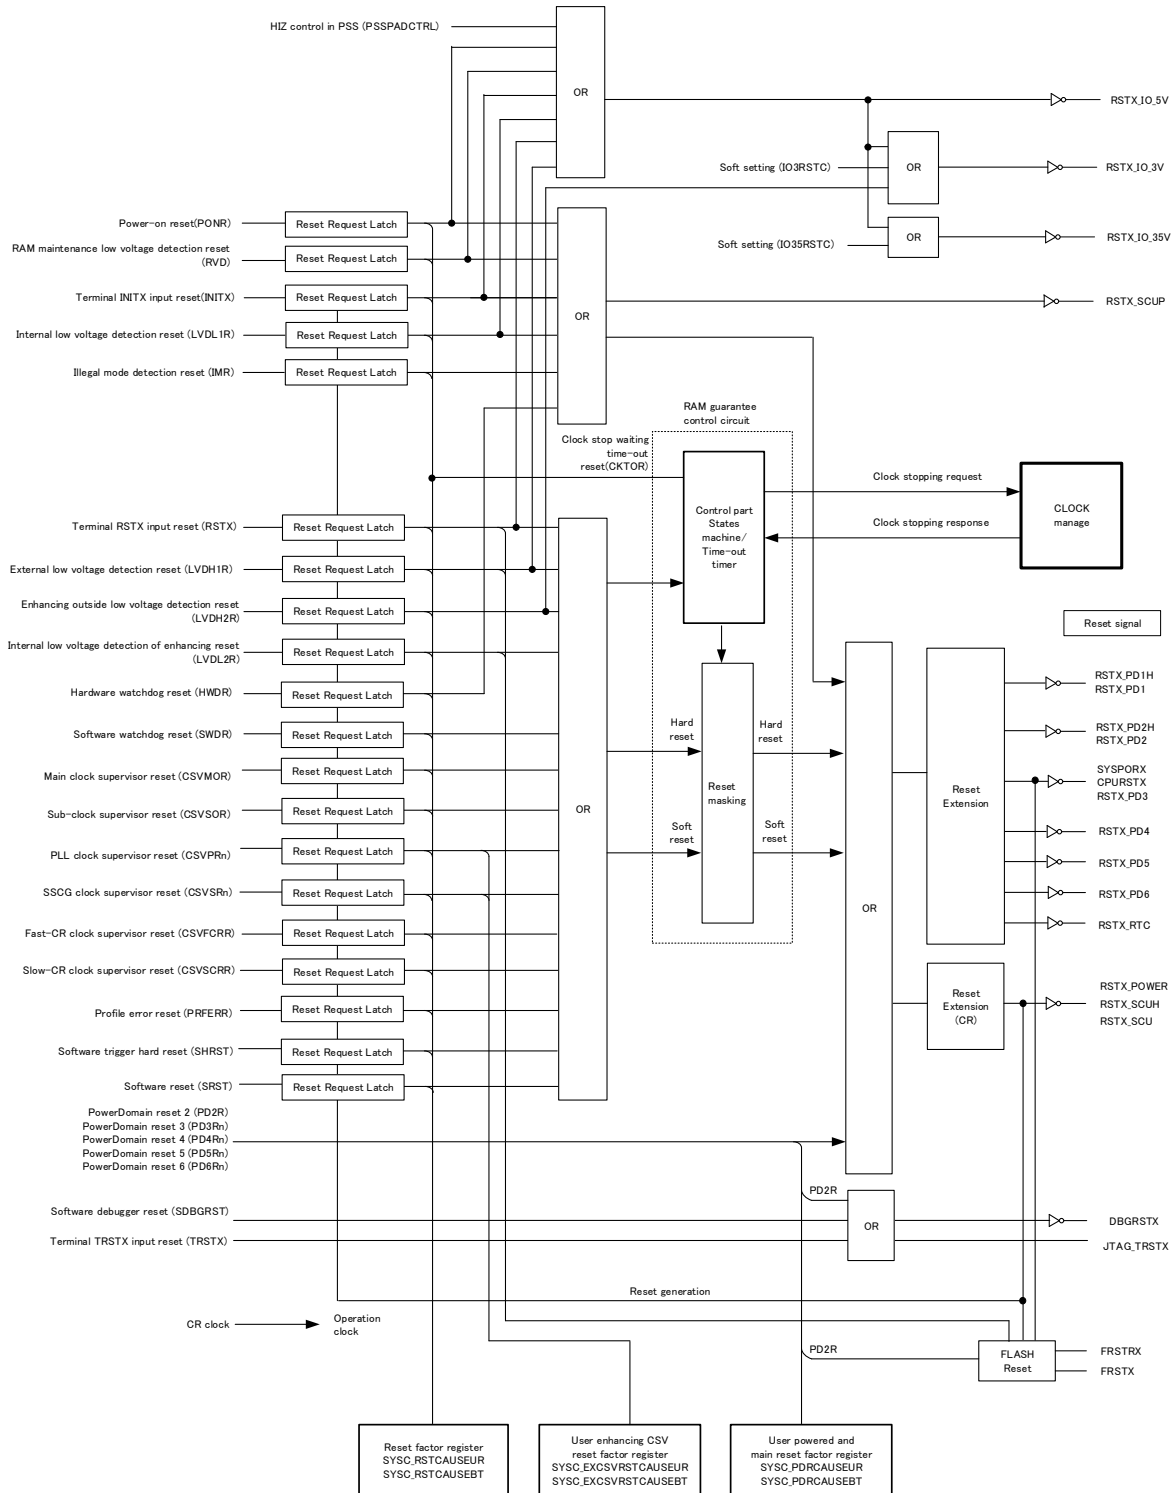 HIZ control in PSS (PSSPADCTRL)
OR
RSTX_IO_5V
Soft setting (IO3RSTC)
OR
RSTX_IO_3V
Soft setting (IO35RSTC)
OR
RSTX_IO_35V
Power-on reset(PONR)
Reset Request Latch
RAM maintenance low voltage detection reset
(RVD)
Reset Request Latch
Terminal INITX input reset(INITX)
Reset Request Latch
Internal low voltage detection reset (LVDL1R)
Reset Request Latch
Illegal mode detection reset (IMR)
Reset Request Latch
OR
RSTX_SCUP
RAM guarantee
control circuit
Clock stop waiting
time-out
reset(CKTOR)
Control part
States
machine/
Time-out
timer
Clock stopping request
Clock stopping response
CLOCK
manage
Terminal RSTX input reset (RSTX)
Reset Request Latch
External low voltage detection reset (LVDH1R)
Reset Request Latch
Enhancing outside low voltage detection reset
(LVDH2R)
Reset Request Latch
Internal low voltage detection of enhancing reset
(LVDL2R)
Reset Request Latch
Hardware watchdog reset (HWDR)
Reset Request Latch
Software watchdog reset (SWDR)
Reset Request Latch
Main clock supervisor reset (CSVMOR)
Reset Request Latch
Sub-clock supervisor reset (CSVSOR)
Reset Request Latch
PLL clock supervisor reset (CSVPRn)
Reset Request Latch
SSCG clock supervisor reset (CSVSRn)
Reset Request Latch
Fast-CR clock supervisor reset (CSVFCRR)
Reset Request Latch
Slow-CR clock supervisor reset (CSVSCRR)
Reset Request Latch
Profile error reset (PRFERR)
Reset Request Latch
Software trigger hard reset (SHRST)
Reset Request Latch
Software reset (SRST)
Reset Request Latch
OR
Hard
reset
Soft
reset
Reset
masking
Hard
reset
Soft
reset
OR
Reset signal
Reset
Extension
RSTX_PD1H
RSTX_PD1
RSTX_PD2H
RSTX_PD2
SYSPORX
CPURSTX
RSTX_PD3
RSTX_PD4
RSTX_PD5
RSTX_PD6
RSTX_RTC
Reset
Extension
(CR)
RSTX_POWER
RSTX_SCUH
RSTX_SCU
PowerDomain reset 2 (PD2R)
PowerDomain reset 3 (PD3Rn)
PowerDomain reset 4 (PD4Rn)
PowerDomain reset 5 (PD5Rn)
PowerDomain reset 6 (PD6Rn)
PD2R
Software debugger reset (SDBGRST)
Terminal TRSTX input reset (TRSTX)
OR
DBGRSTX
JTAG_TRSTX
Reset generation
CR clock
Operation
clock
PD2R
FLASH
Reset
FRSTRX
FRSTX
Reset factor register
SYSC_RSTCAUSEUR
SYSC_RSTCAUSEBT
User enhancing CSV
reset factor register
SYSC_EXCSVRSTCAUSEUR
SYSC_EXCSVRSTCAUSEBT
User powered and
main reset factor register
SYSC_PDRCAUSEUR
SYSC_PDRCAUSEBT